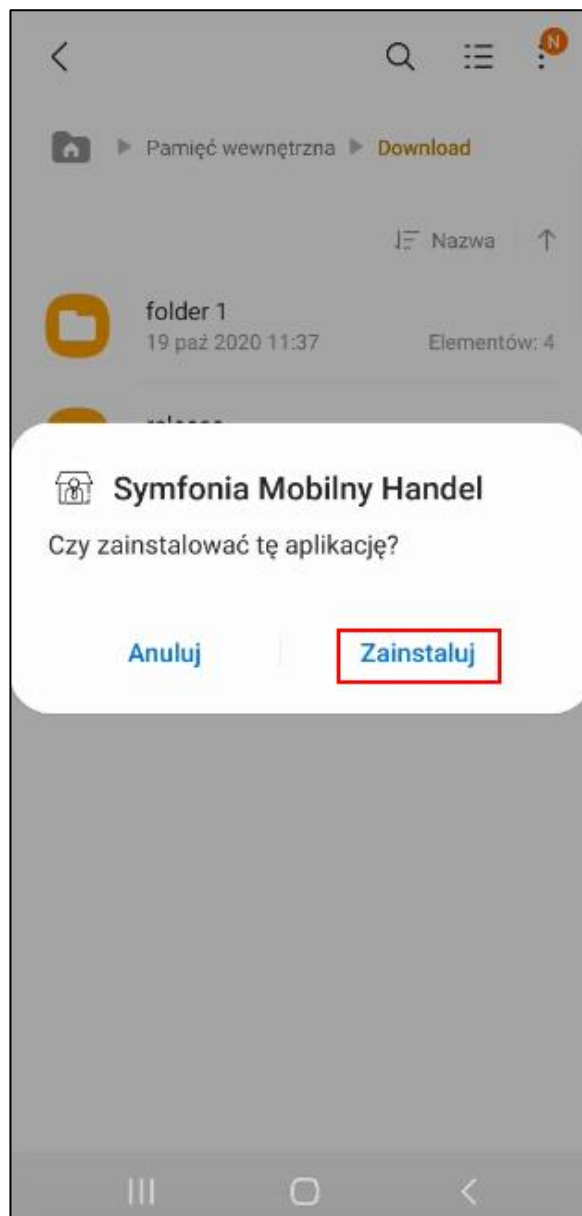 N
Pamięć wewnętrzna Download
Nazwa
folder 1
19 paź 2020 11:37 Elementów: 4
Symfonia Mobilny Handel
Czy zainstalować tę aplikację?
Anuluj Zainstaluj